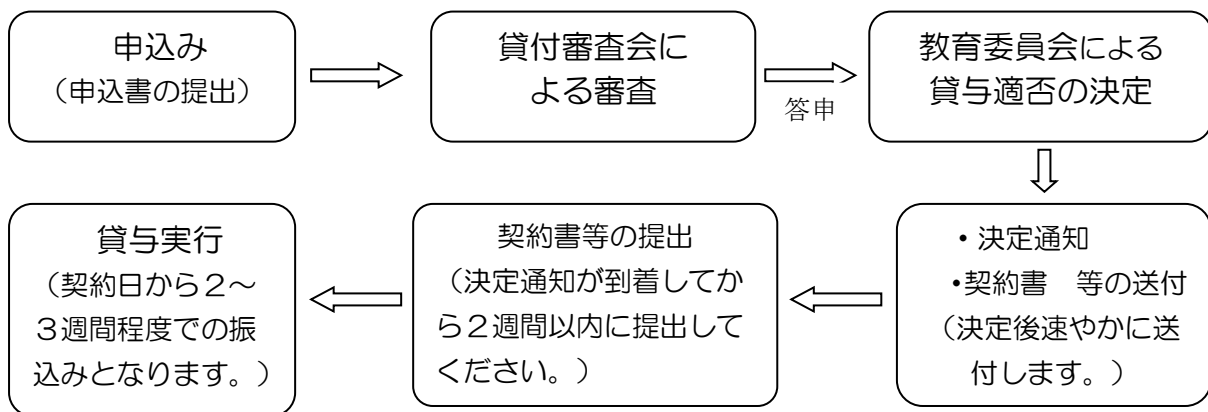 申込み
（申込書の提出）
貸付審査会に
よる審査
答申
教育委員会による
貸与適否の決定
・決定通知
・契約書　等の送付
（決定後速やかに送
付します。）
契約書等の提出
（決定通知が到着してか
ら２週間以内に提出して
ください。）
貸与実行
（契約日から２～
３週間程度での振
込みとなります。）